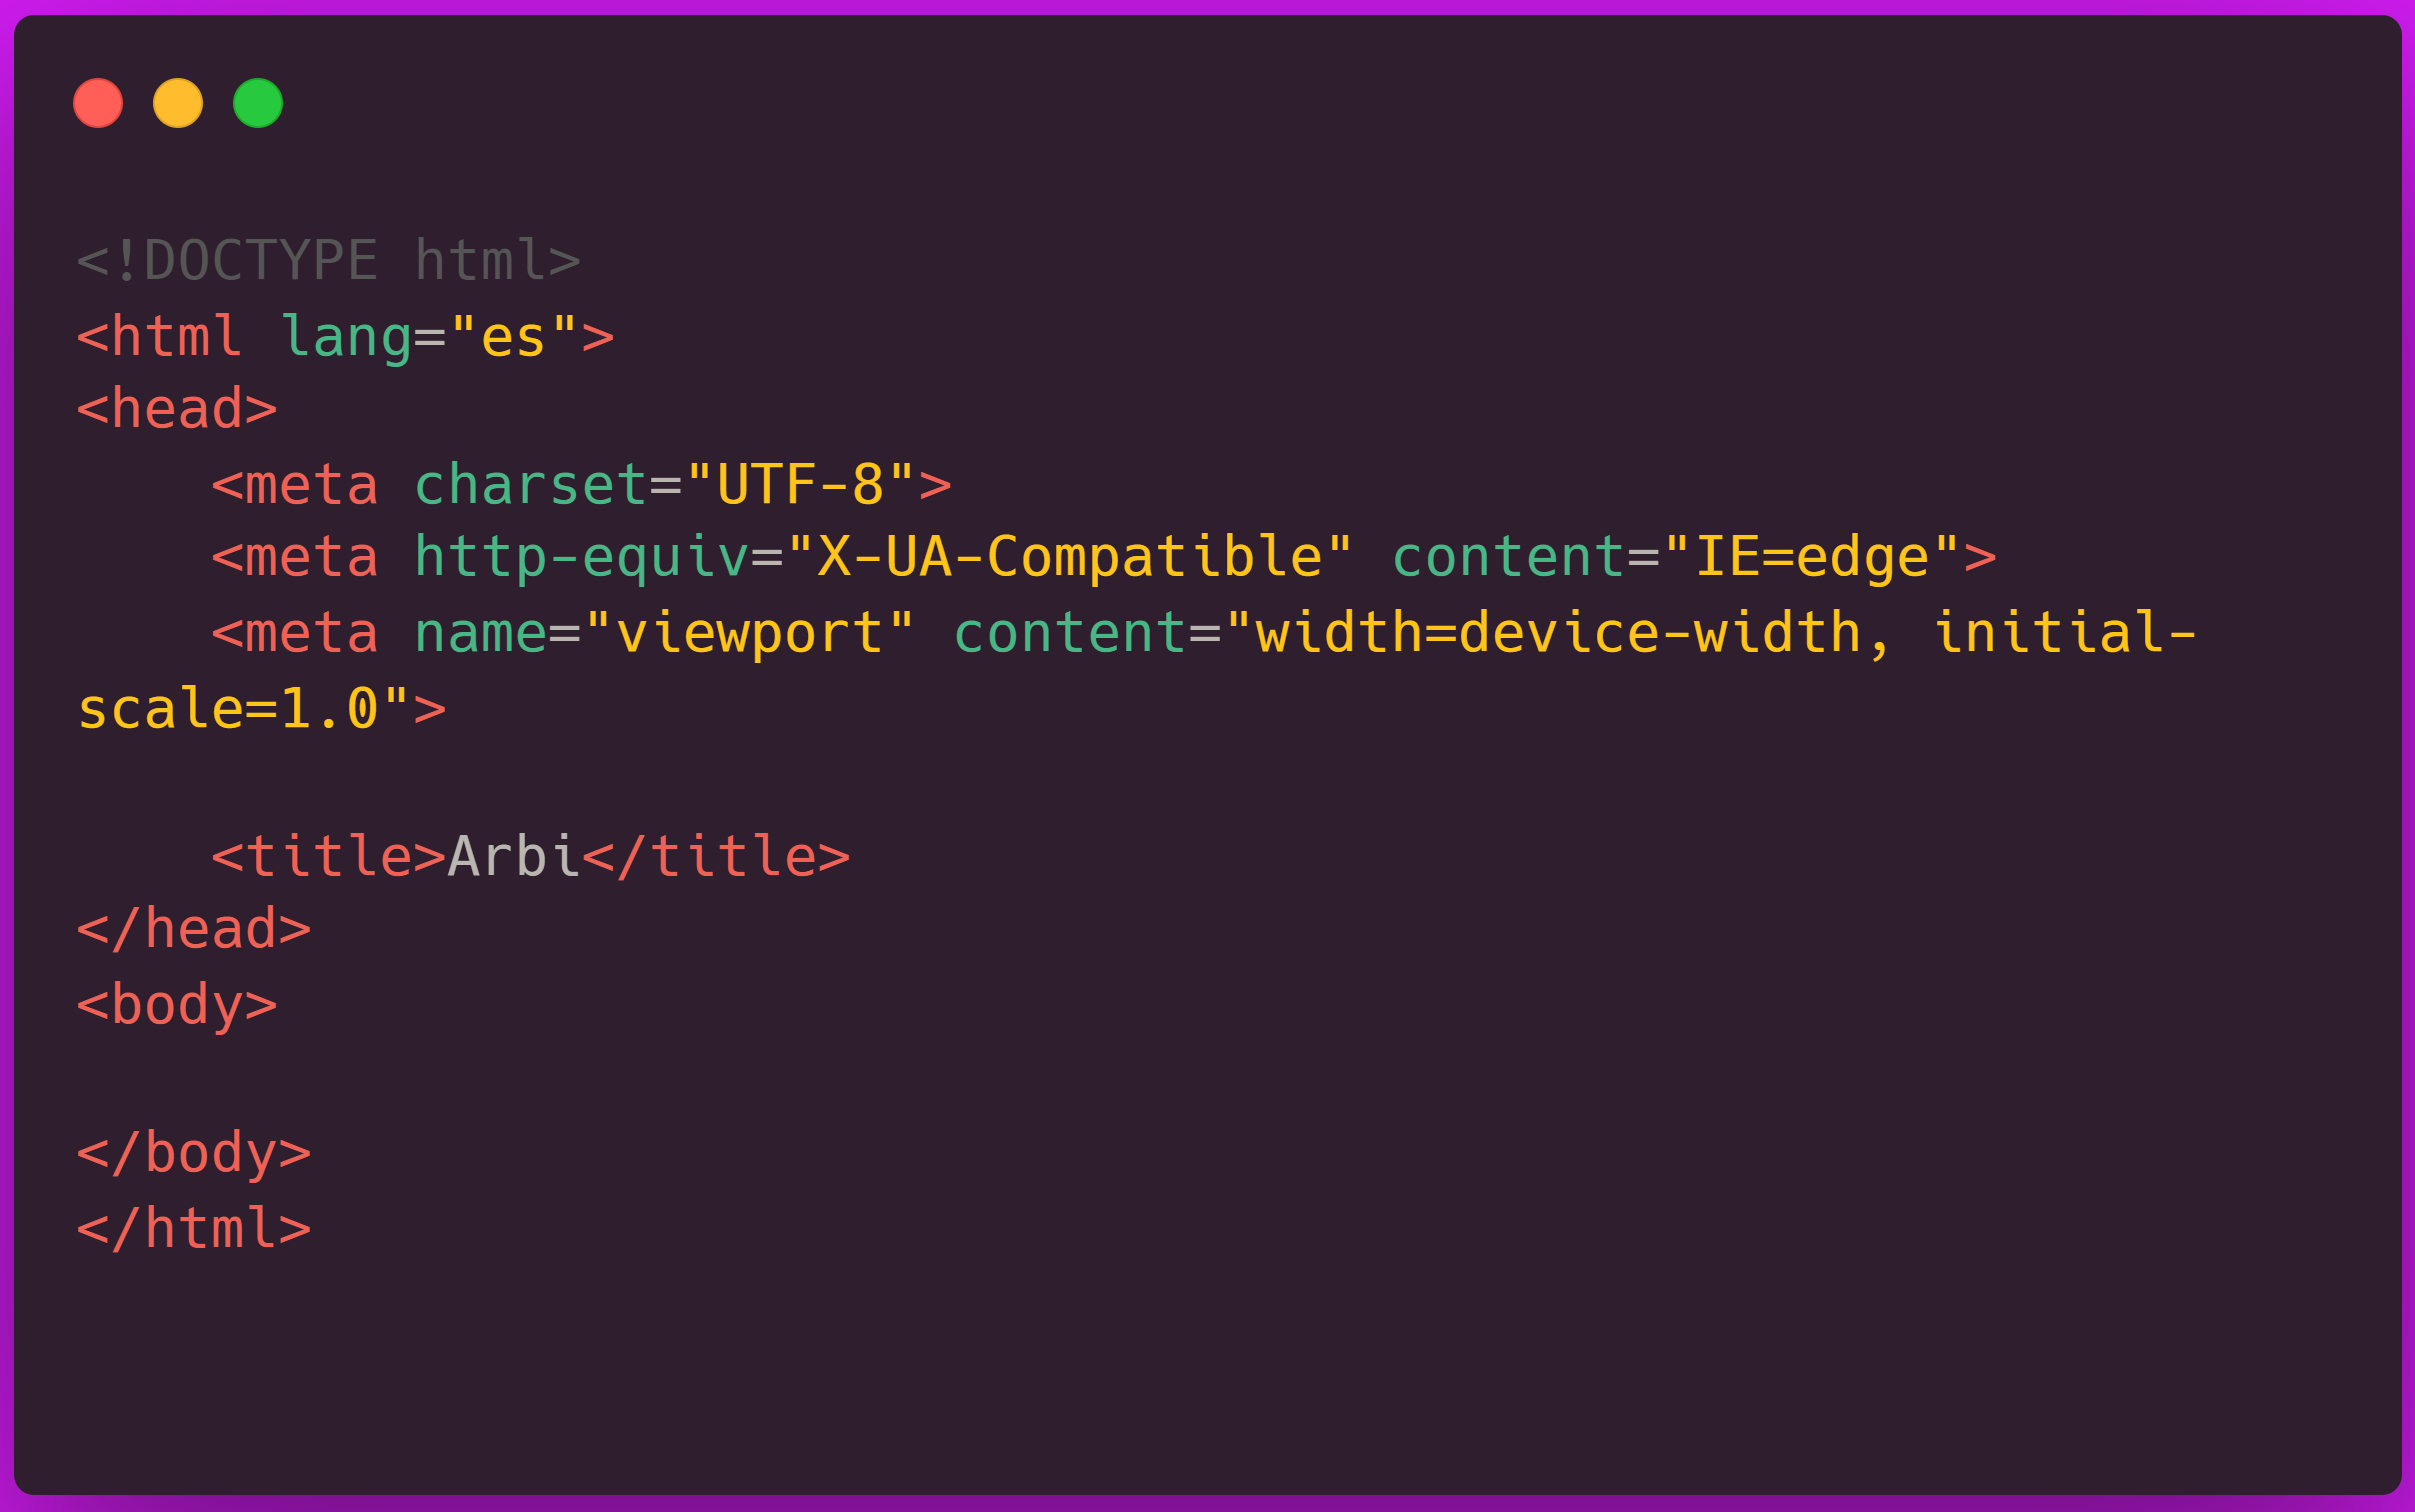 <!DOCTYPE html>
<html lang="es">
<head>
    <meta charset="UTF-8">
    <meta http-equiv="X-UA-Compatible" content="IE=edge">
    <meta name="viewport" content="width=device-width, initial-
scale=1.0">

    <title>Arbi</title>
</head>
<body>

</body>
</html>